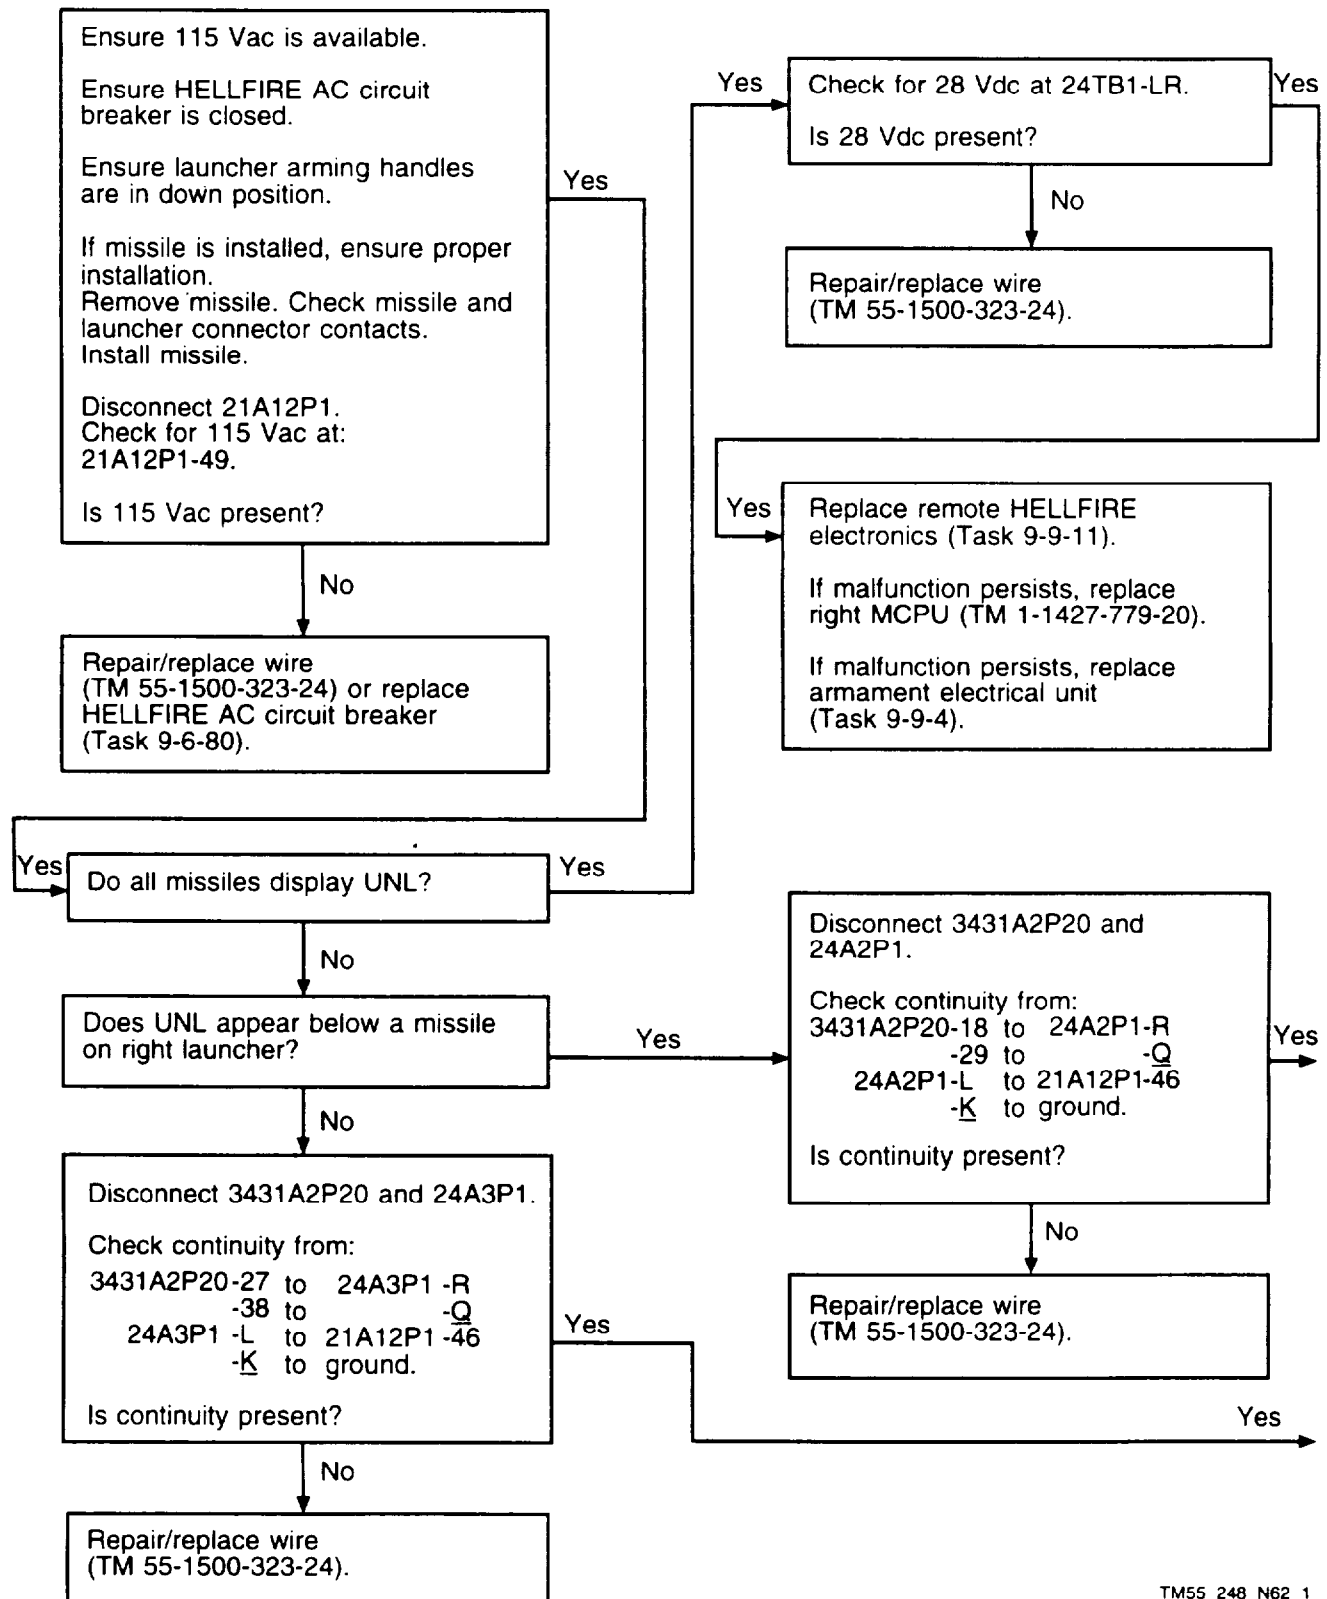 Ensure 115 Vac is available.
Ensure HELLFIRE AC circuit
breaker is closed.
Ensure launcher arming handles
are in down position.
If missile is installed, ensure proper
installation.
Remove missile. Check missile and
launcher connector contacts.
Install missile.
Disconnect 21A12P1.
Check for 115 Vac at:
21A12P1-49.
Is 115 Vac present?
Yes
No
Repair/replace wire
(TM 55-1500-323-24) or replace
HELLFIRE AC circuit breaker
(Task 9-6-80).
Yes
Do all missiles display UNL?
Yes
Yes
Check for 28 Vdc at 24TB1-LR.
Is 28 Vdc present?
Yes
No
Repair/replace wire
(TM 55-1500-323-24).
Yes
Replace remote HELLFIRE
electronics (Task 9-9-11).
If malfunction persists, replace
right MCPU (TM 1-1427-779-20).
If malfunction persists, replace
armament electrical unit
(Task 9-9-4).
No
Does UNL appear below a missile
on right launcher?
Yes
Disconnect 3431A2P20 and
24A2P1.
Check continuity from:
3431A2P20-18 to 24A2P1-R
-29 to -Q
24A2P1-L to 21A12P1-46
-K to ground.
Is continuity present?
Yes
No
Repair/replace wire
(TM 55-1500-323-24).
No
Disconnect 3431A2P20 and 24A3P1.
Check continuity from:
3431A2P20-27 to 24A3P1 -R
-38 to -Q
24A3P1 -L to 21A12P1 -46
-K to ground.
Is continuity present?
Yes
Yes
No
Repair/replace wire
(TM 55-1500-323-24).
TM55 248 N62 1